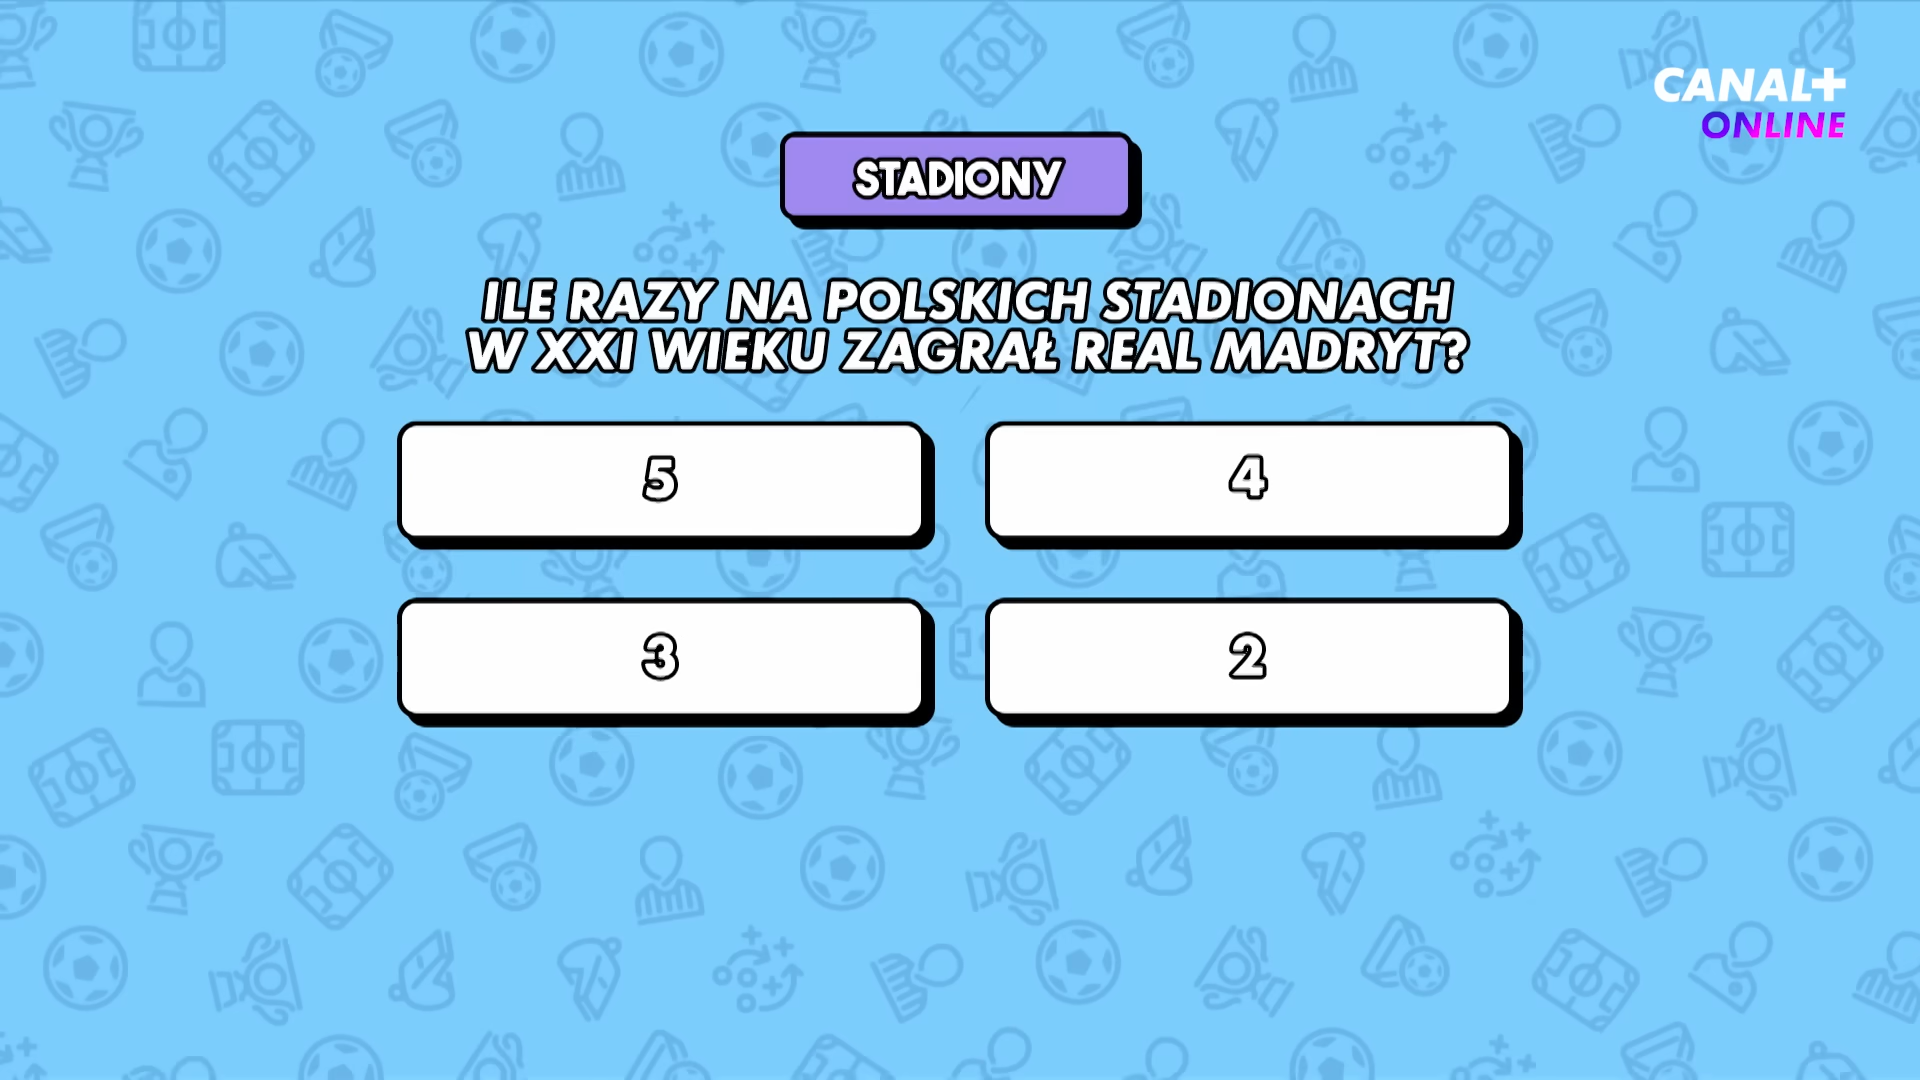 CANAL+
ONLINE
STADIONY
ILE RAZY NA POLSKICH STADIONACH
W XXI WIEKU ZAGRAŁ REAL MADRYT?
5
4
3
2